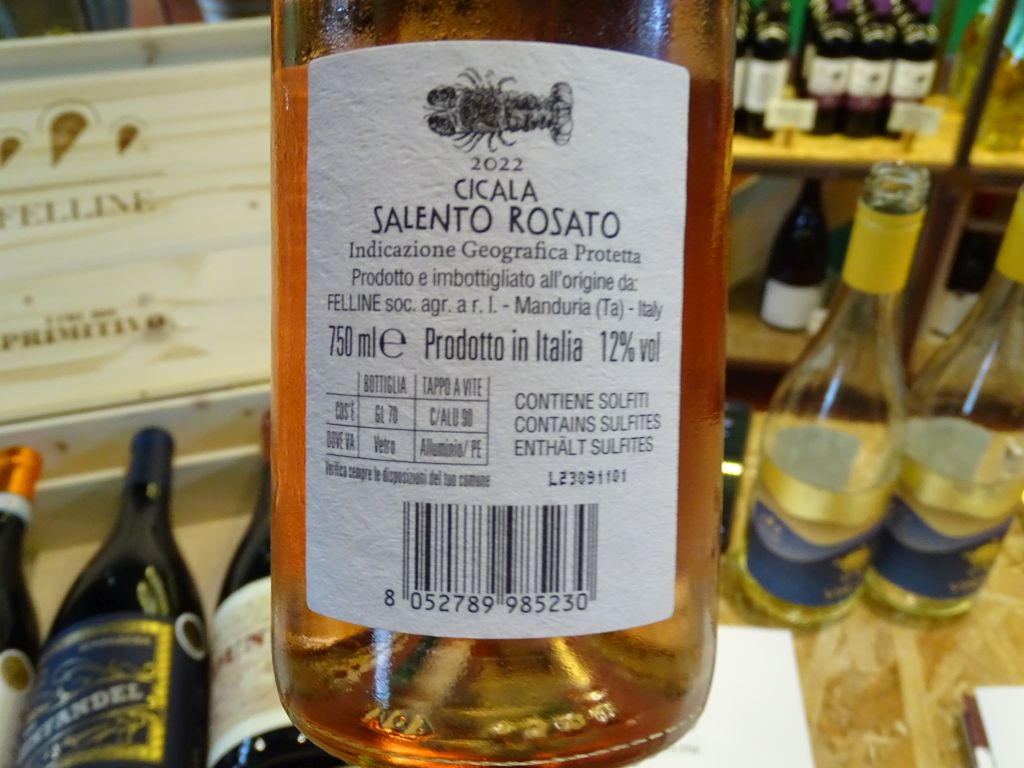 2022
CICALA
SALENTO ROSATO
Indicazione Geografica Protetta
Prodotto e imbottigliato all'origine da:
FELLINE soc. agr. a r. l. - Manduria (Ta) - Italy
750 ml e Prodotto in Italia 12% vol
BOTTIGLIA TAPPO A VITE
COS'È GL 70 C/ALU 90
DOVE VA Vetro Alluminio/ PE
Verifica sempre le disposizioni del tuo comune
CONTIENE SOLFITI
CONTAINS SULFITES
ENTHÄLT SULFITES
L23091101
8 052789 985230
FELLINE
PRIMITIVO